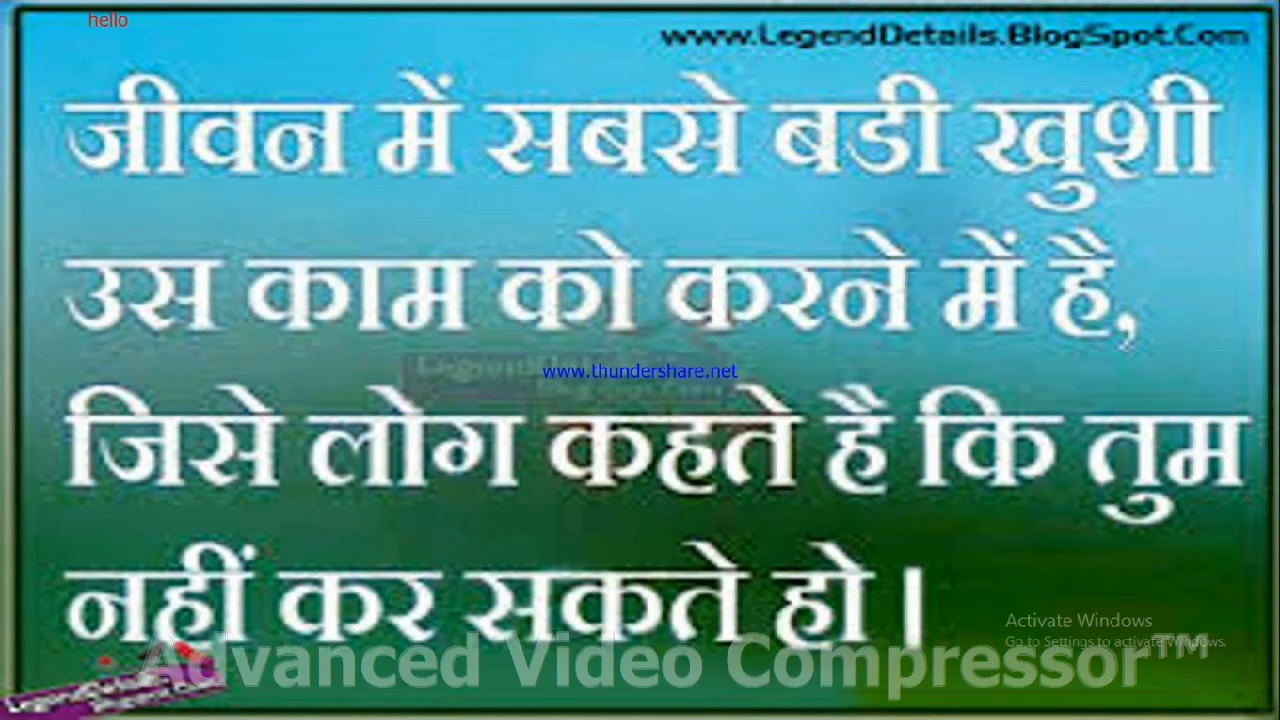 hello
www.LegendDetails.BlogSpot.Com
जीवन में सबसे बडी खुशी
उस काम को करने में है,
www.thundershare.net
जिसे लोग कहते है कि तुम
नहीं कर सकते हो।
Activate Windows
Go to Settings to activate Windows.
Advanced Video Compressor™